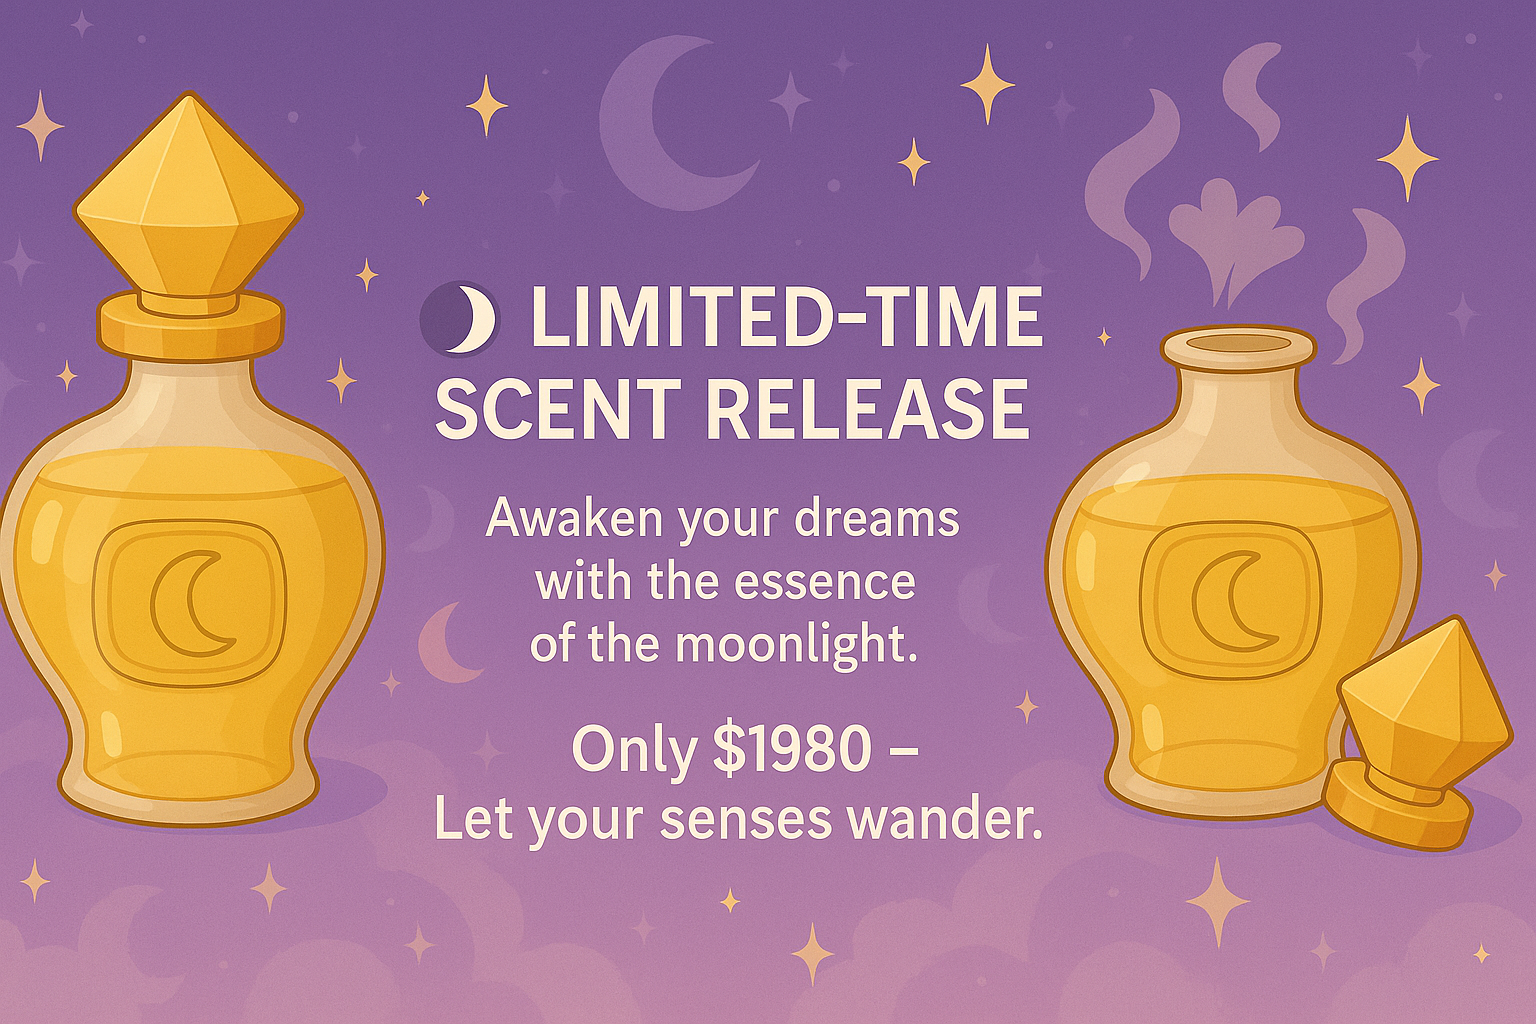 LIMITED-TIME
SCENT RELEASE
Awaken your dreams
with the essence
of the moonlight.
Only $1980 –
Let your senses wander.